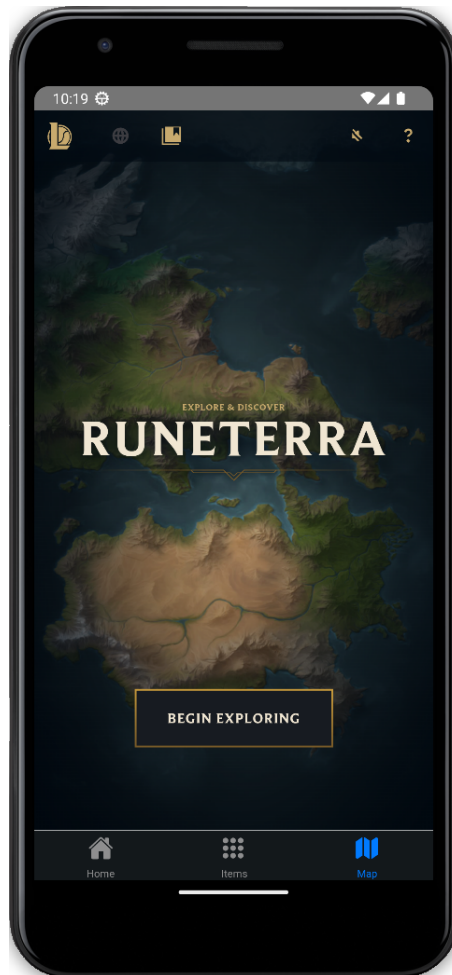 10:19
?
EXPLORE & DISCOVER
RUNETERRA
BEGIN EXPLORING
Home
Items
Map